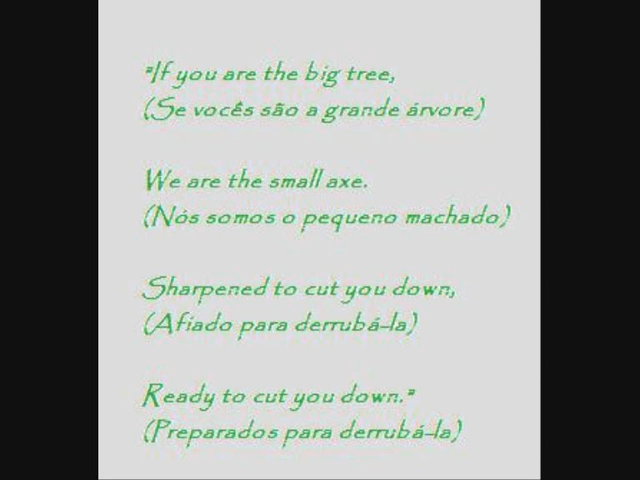 "If you are the big tree,
(Se vocês são a grande árvore)
We are the small axe.
(Nós somos o pequeno machado)
Sharpened to cut you down,
(Afiado para derrubá-la)
Ready to cut you down."
(Preparados para derrubá-la)